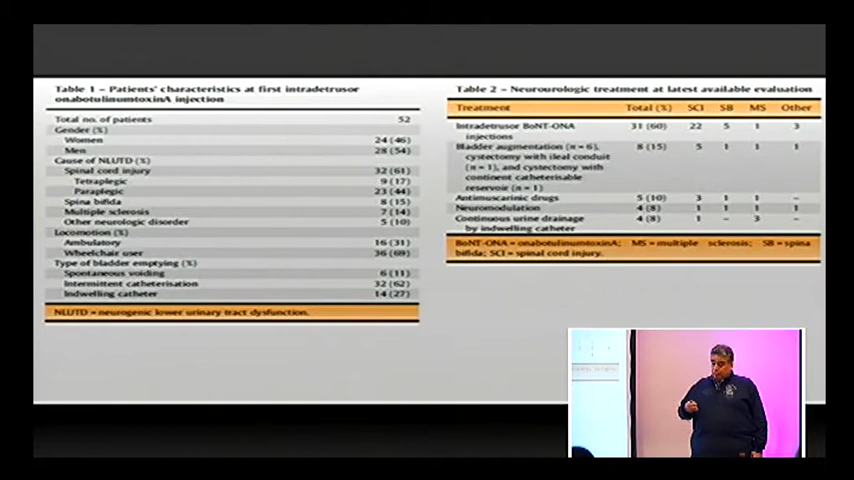 Table 1 – Patients' characteristics at first intradetrusor
onabotulinumtoxinA injection
Total no. of patients 52
Gender (%)
Women 24 (46)
Men 28 (54)
Cause of NLUTD (%)
Spinal cord injury 32 (61)
Tetraplegic 9 (17)
Paraplegic 23 (44)
Spina bifida 8 (15)
Multiple sclerosis 7 (14)
Other neurologic disorder 5 (10)
Locomotion (%)
Ambulatory 16 (31)
Wheelchair user 36 (69)
Type of bladder emptying (%)
Spontaneous voiding 6 (11)
Intermittent catheterisation 32 (62)
Indwelling catheter 14 (27)
NLUTD = neurogenic lower urinary tract dysfunction.
Table 2 – Neurourologic treatment at latest available evaluation
Treatment Total (%) SCI SB MS Other
Intradetrusor BoNT-ONA 31 (60) 22 5 1 3
injections
Bladder augmentation (n = 6), 8 (15) 5 1 1 1
cystectomy with ileal conduit
(n = 1), and cystectomy with
continent catheterisable
reservoir (n = 1)
Antimuscarinic drugs 5 (10) 3 1 1 –
Neuromodulation 4 (8) 1 1 1 1
Continuous urine drainage 4 (8) 1 – 3 –
by indwelling catheter
BoNT-ONA = onabotulinumtoxinA; MS = multiple sclerosis; SB = spina
bifida; SCI = spinal cord injury.